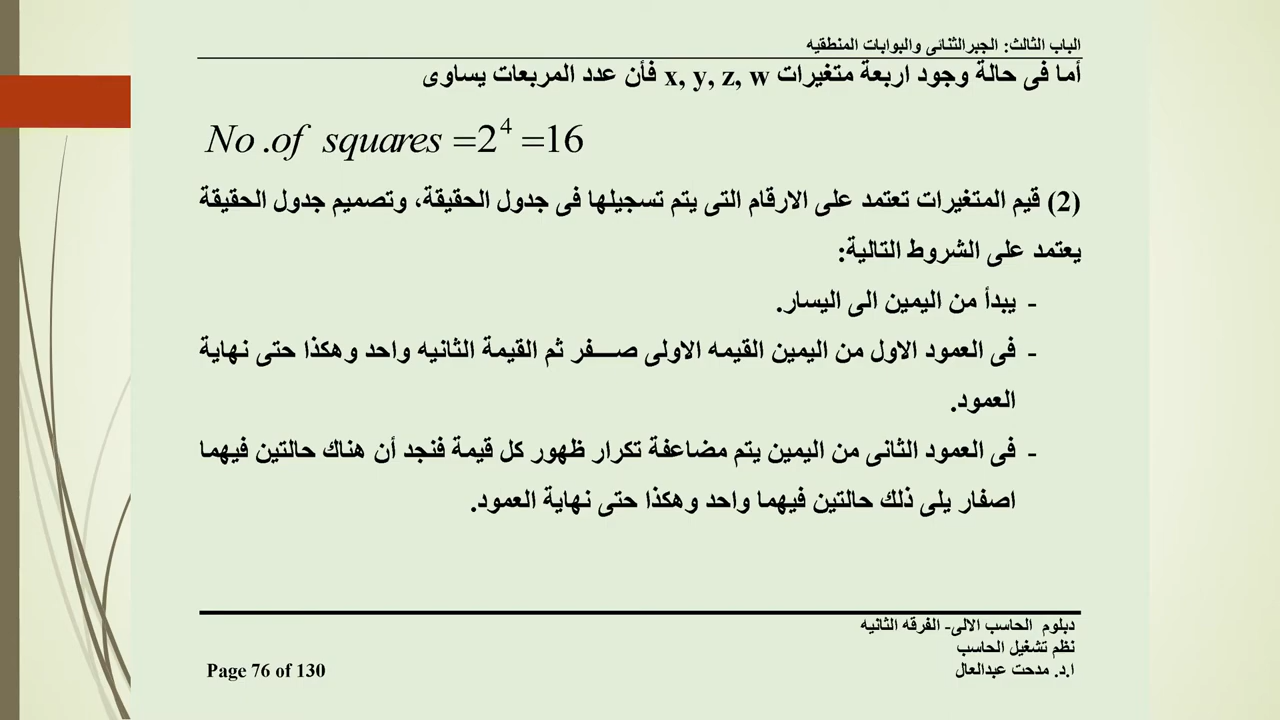 الباب الثالث: الجبرالثنائى والبوابات المنطقيه
أما فى حالة وجود اربعة متغيرات x, y, z, w فأن عدد المربعات يساوى
No .of squares =2^4 =16
(2) قيم المتغيرات تعتمد على الارقام التى يتم تسجيلها فى جدول الحقيقة، وتصميم جدول الحقيقة
يعتمد على الشروط التالية:
- يبدأ من اليمين الى اليسار.
- فى العمود الاول من اليمين القيمه الاولى صـــفر ثم القيمة الثانيه واحد وهكذا حتى نهاية
العمود.
- فى العمود الثانى من اليمين يتم مضاعفة تكرار ظهور كل قيمة فنجد أن هناك حالتين فيهما
اصفار يلى ذلك حالتين فيهما واحد وهكذا حتى نهاية العمود.
دبلوم الحاسب الالى- الفرقه الثانيه
نظم تشغيل الحاسب
ا.د. مدحت عبدالعال
Page 76 of 130